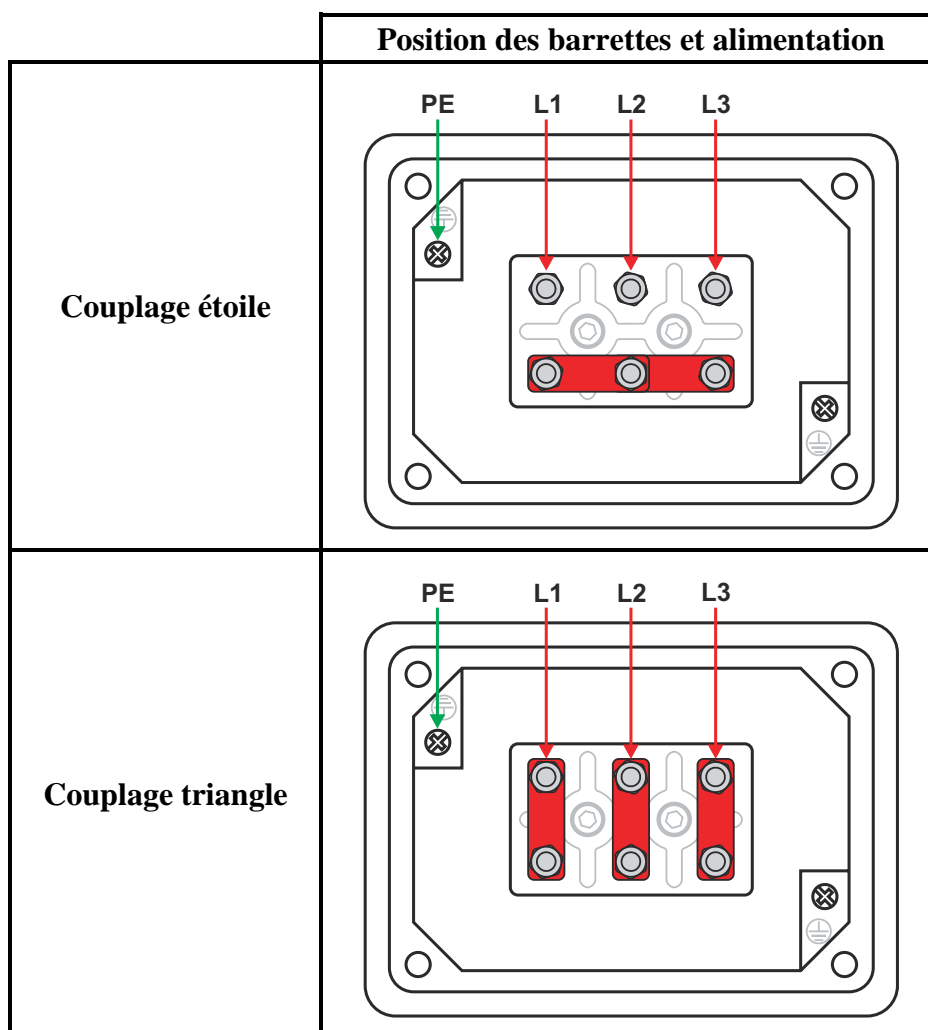 Position des barrettes et alimentation
PE L1 L2 L3
Couplage étoile
PE L1 L2 L3
Couplage triangle